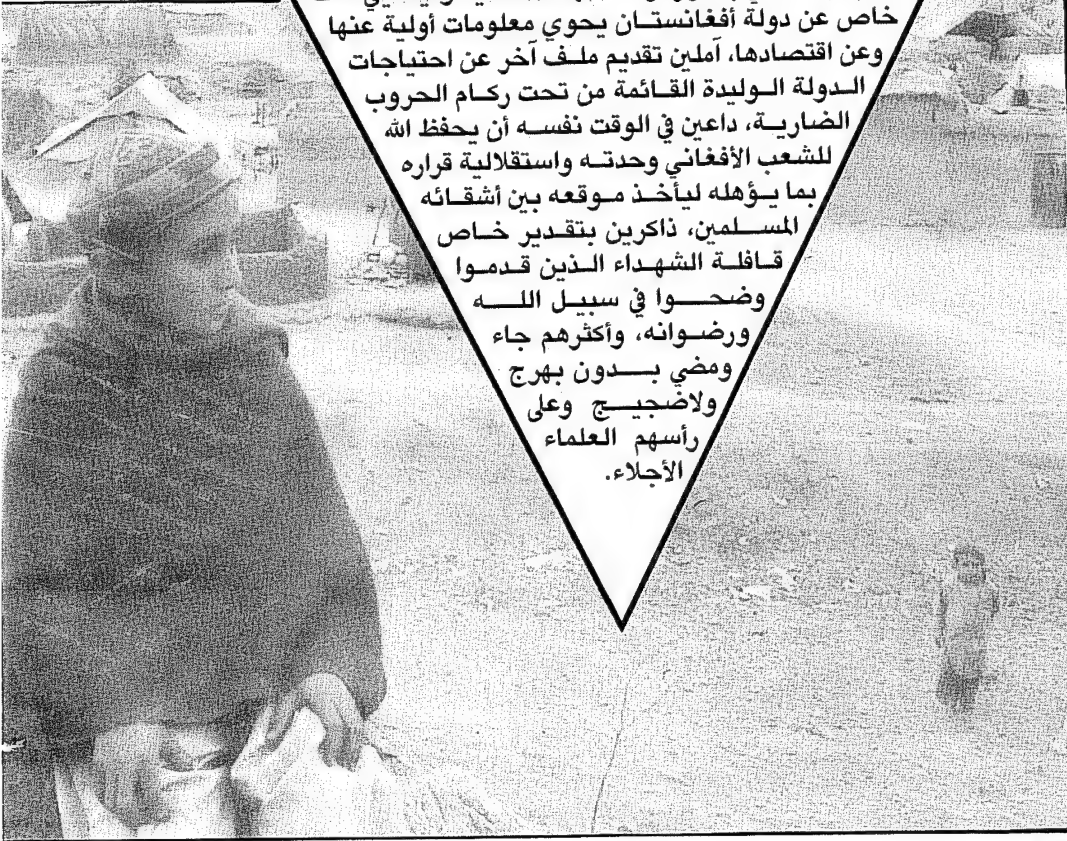 خاص عن دولة أفغانستان يحوي معلومات أولية عنها
وعن اقتصادها، آملين تقديم ملف آخر عن احتياجات
الدولة الوليدة القائمة من تحت ركام الحروب
الضارية، داعين في الوقت نفسه أن يحفظ الله
للشعب الأفغاني وحدته واستقلالية قراره
بما يؤهله ليأخذ موقعه بين أشقائه
المسلمين، ذاكرين بتقدير خاص
قافلة الشهداء الذين قدموا
وضحوا في سبيل الله
ورضوانه، وأكثرهم جاء
ومضي بدون بهرج
ولاضجيج وعلى
رأسهم العلماء
الأجلاء.